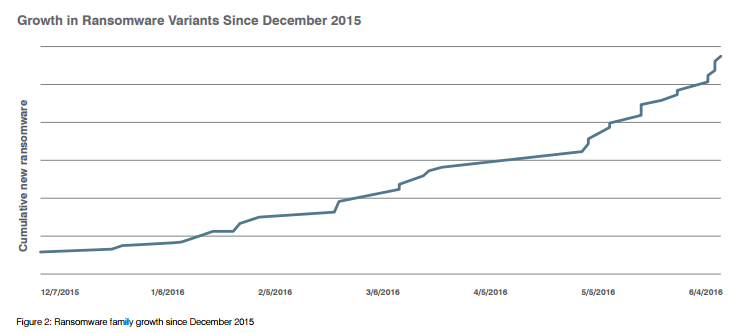 Growth in Ransomware Variants Since December 2015
Cumulative new ransomware
12/7/2015 1/6/2016 2/5/2016 3/6/2016 4/5/2016 5/5/2016 6/4/2016
Figure 2: Ransomware family growth since December 2015